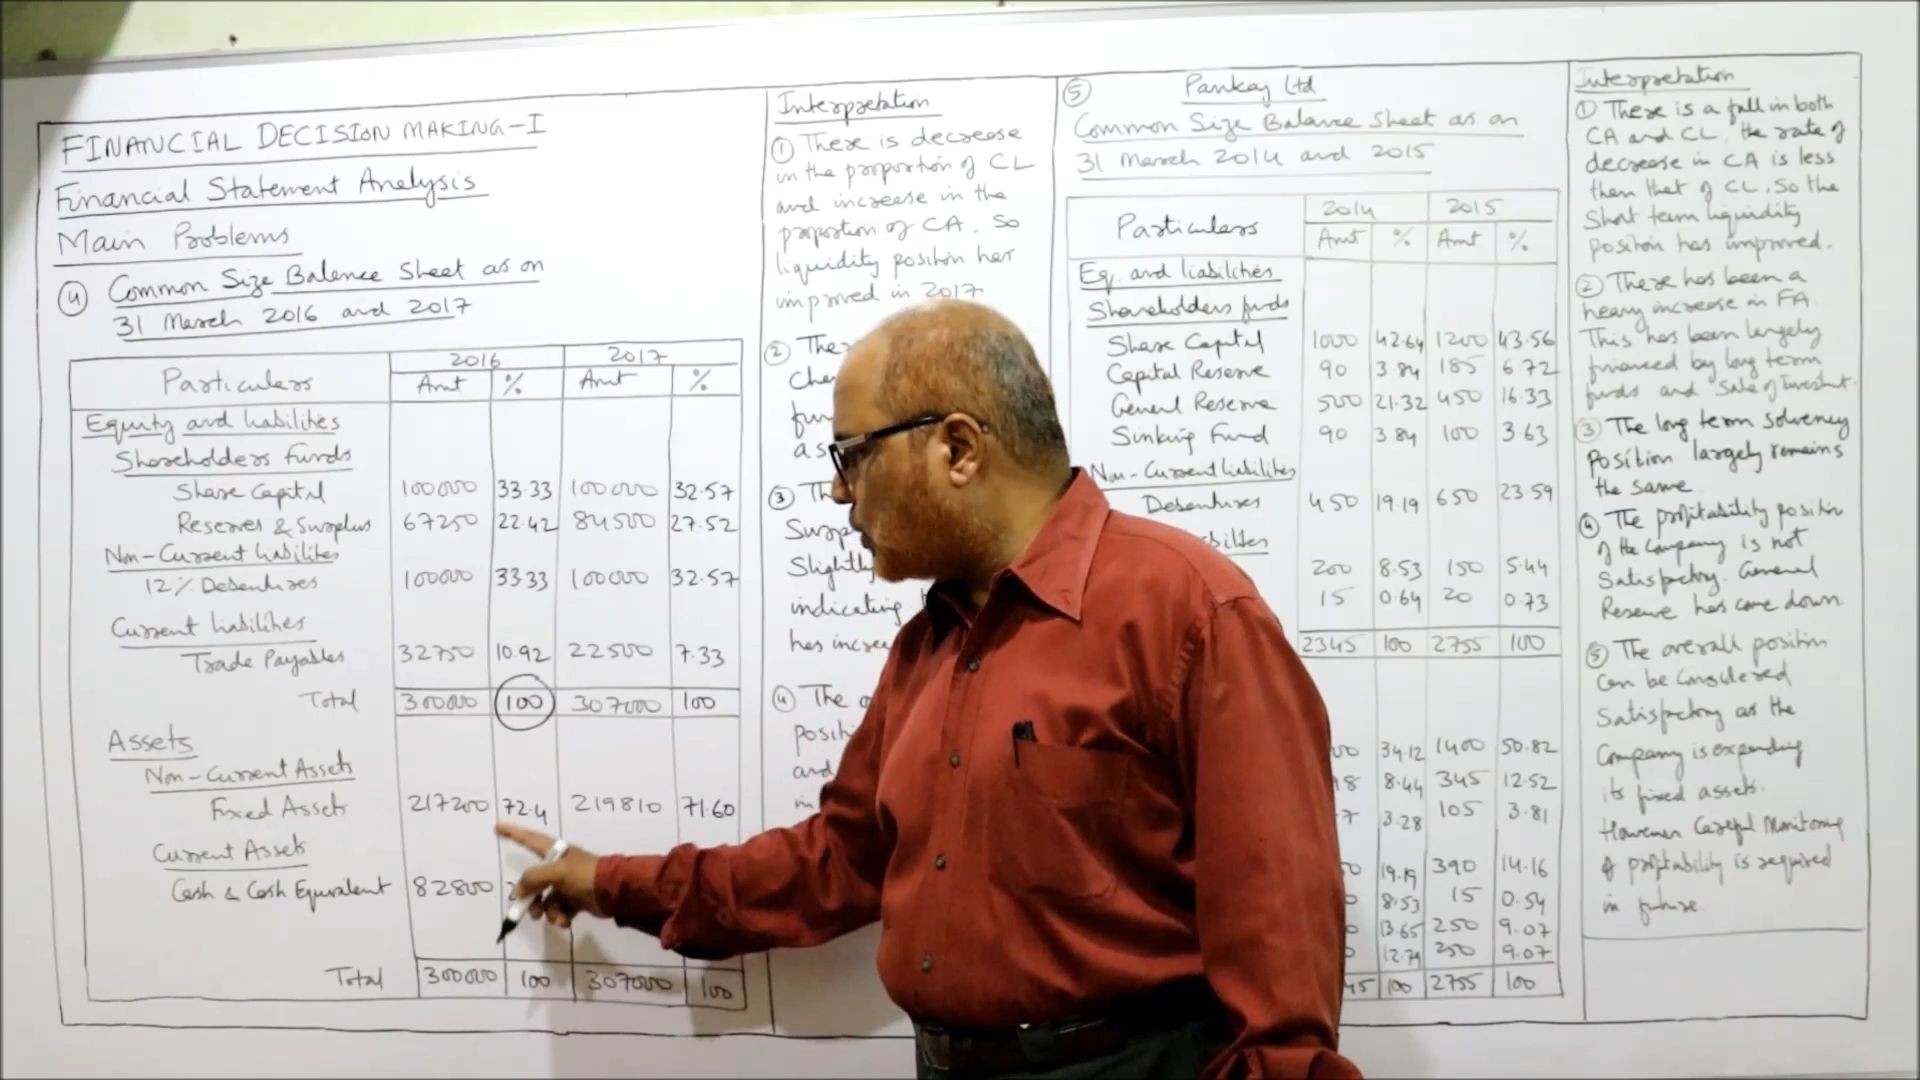 FINANCIAL DECISION MAKING-I
Financial Statement Analysis
Main Problems
④ Common Size Balance Sheet as on
31 March 2016 and 2017
Particulars 2016 2017
Amt % Amt %
Equity and liabilities
Shareholders Funds
Share Capital 100000 33.33 100000 32.57
Reserves & Surplus 67250 22.42 84500 27.52
Non-Current liabilites
12% Debentures 100000 33.33 100000 32.57
Current liabilities
Trade Payables 32750 10.92 22500 7.33
Total 300000 100 307000 100
Assets
Non-Current Assets
Fixed Assets 217200 72.4 219810 71.60
Current Assets
Cash & Cash Equivalent 82800
Total 300000 100 307000 100
Interpretation
① There is decrease
in the proportion of CL
and increase in the
proportion of CA. So
liquidity position has
improved in 2017
②
③
Slightly
indicating
has
④ The
and
in
⑤ Pankaj Ltd
Common Size Balance Sheet as on
31 March 2014 and 2015
Particulars 2014 2015
Amt % Amt %
Eq. and liabilities
Shareholders funds
Share Capital 1000 42.64 1200 43.56
Capital Reserve 90 3.84 185 6.72
General Reserve 500 21.32 450 16.33
Sinking Fund 90 3.84 100 3.63
Non-Current liabilites
Debentures 450 19.19 650 23.59
200 8.53 150 5.44
15 0.64 20 0.73
2345 100 2755 100
34.12 1400 50.82
8.44 345 12.52
3.28 105 3.81
19.19 390 14.16
8.53 15 0.54
13.65 250 9.07
12.79 250 9.07
100 2755 100
Interpretation
① There is a fall in both
CA and CL. The rate of
decrease in CA is less
than that of CL. So the
Short term liquidity
position has improved.
② There has been a
heavy increase in FA
This has been largely
financed by long term
funds and Sale of
③ The long term solvency
position largely remains
the same
④ The profitability position
of the Company is not
Satisfactory. General
Reserve has come down.
⑤ The overall position
can be considered
Satisfactory as the
Company is expanding
its fixed assets.
However Careful Monitoring
of profitability is required
in future.